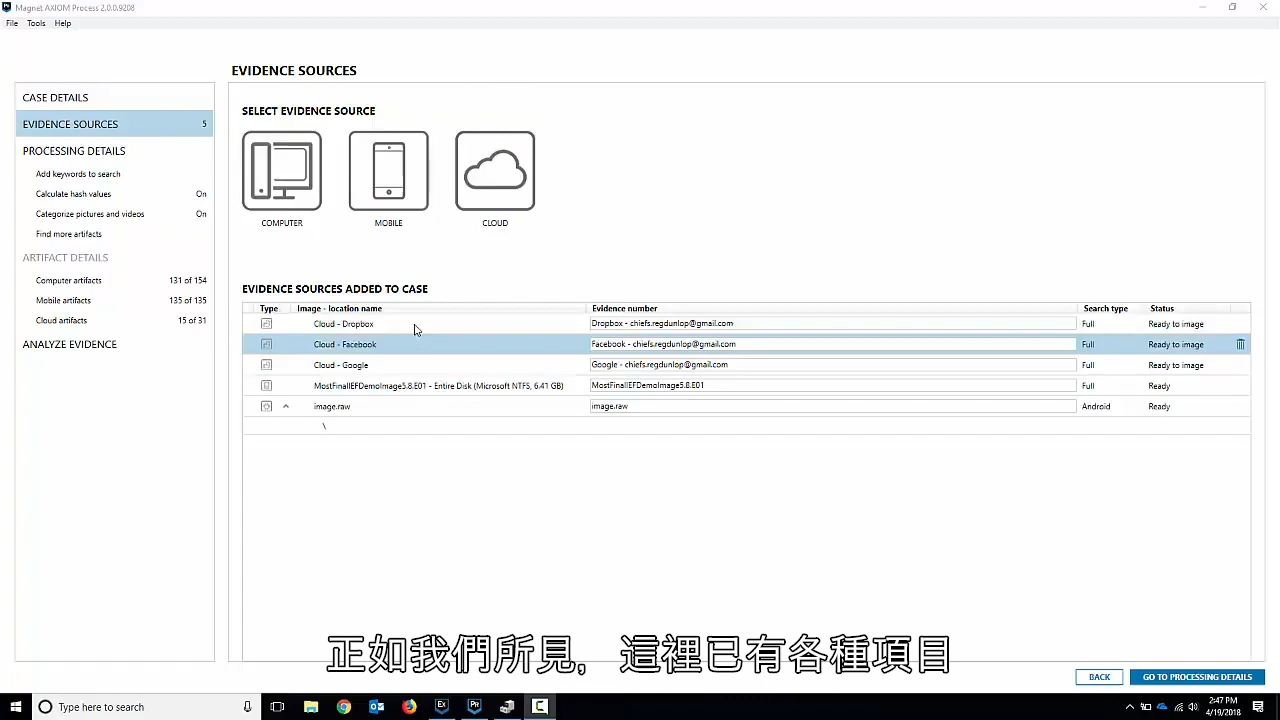 Magnet AXIOM Process 2.0.0.9208
File Tools Help
EVIDENCE SOURCES
CASE DETAILS
EVIDENCE SOURCES 5
PROCESSING DETAILS
Add keywords to search
Calculate hash values On
Categorize pictures and videos On
Find more artifacts
ARTIFACT DETAILS
Computer artifacts 131 of 154
Mobile artifacts 135 of 135
Cloud artifacts 15 of 31
ANALYZE EVIDENCE
SELECT EVIDENCE SOURCE
COMPUTER MOBILE CLOUD
EVIDENCE SOURCES ADDED TO CASE
Type Image - location name Evidence number Search type Status
Cloud - Dropbox Dropbox - chiefs.regdunlop@gmail.com Full Ready to image
Cloud - Facebook Facebook - chiefs.regdunlop@gmail.com Full Ready to image
Cloud - Google Google - chiefs.regdunlop@gmail.com Full Ready to image
MostFinalIEFDemoImage5.8.E01 - Entire Disk (Microsoft NTFS, 6.41 GB) MostFinalIEFDemoImage5.8.E01 Full Ready
image.raw image.raw Android Ready
\
正如我們所見, 這裡已有各種項目
BACK GO TO PROCESSING DETAILS
Type here to search
2:47 PM
4/19/2018